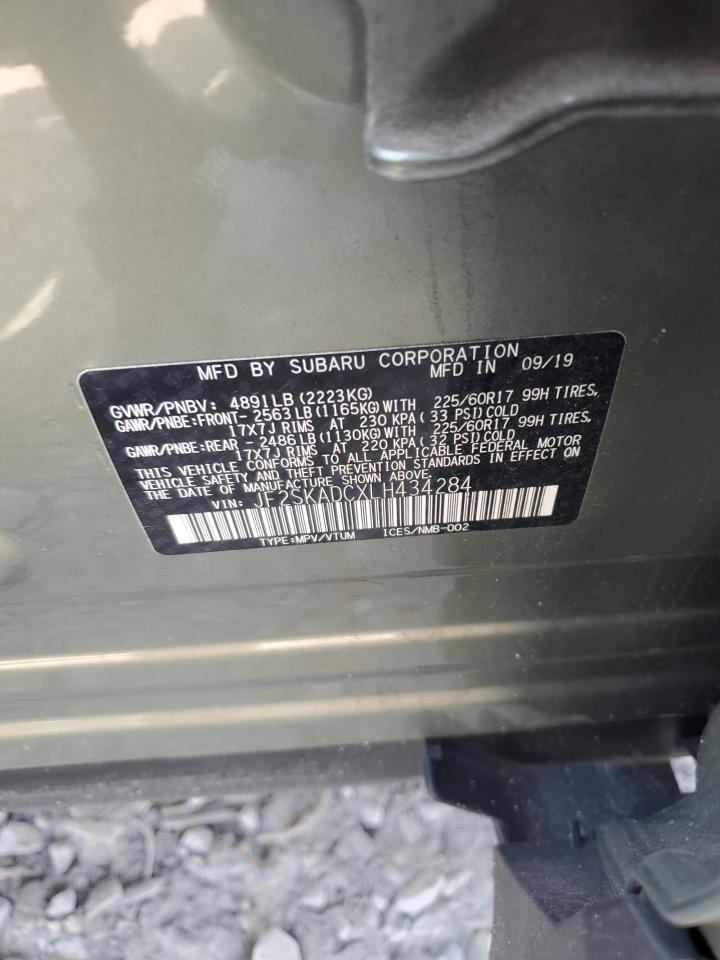 MFD BY SUBARU CORPORATION
MFD IN 09/19
GVWR/PNBV: 4891LB(2223KG)
GAWR/PNBE:FRONT- 2563LB(1165KG)WITH 225/60R17 99H TIRES,
17X7J RIMS AT 230 KPA( 33 PSI)COLD
GAWR/PNBE:REAR - 2486LB(1130KG)WITH 225/60R17 99H TIRES,
17X7J RIMS AT 220 KPA( 32 PSI)COLD
THIS VEHICLE CONFORMS TO ALL APPLICABLE FEDERAL MOTOR
VEHICLE SAFETY AND THEFT PREVENTION STANDARDS IN EFFECT ON
THE DATE OF MANUFACTURE SHOWN ABOVE.
VIN: JF2SKADCXLH434284
TYPE:MPV/VTUM ICES/NMB-002